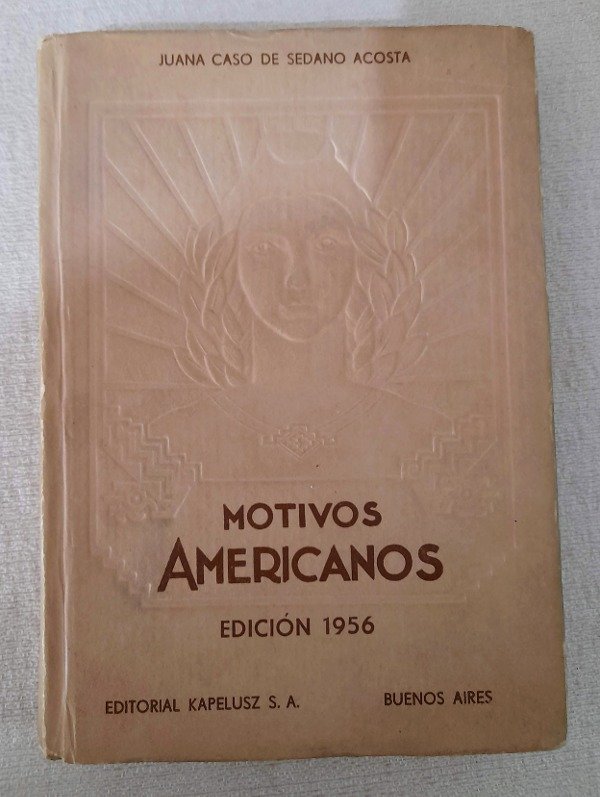 JUANA CASO DE SEDANO ACOSTA
MOTIVOS
AMERICANOS
EDICIÓN 1956
EDITORIAL KAPELUSZ S. A. BUENOS AIRES